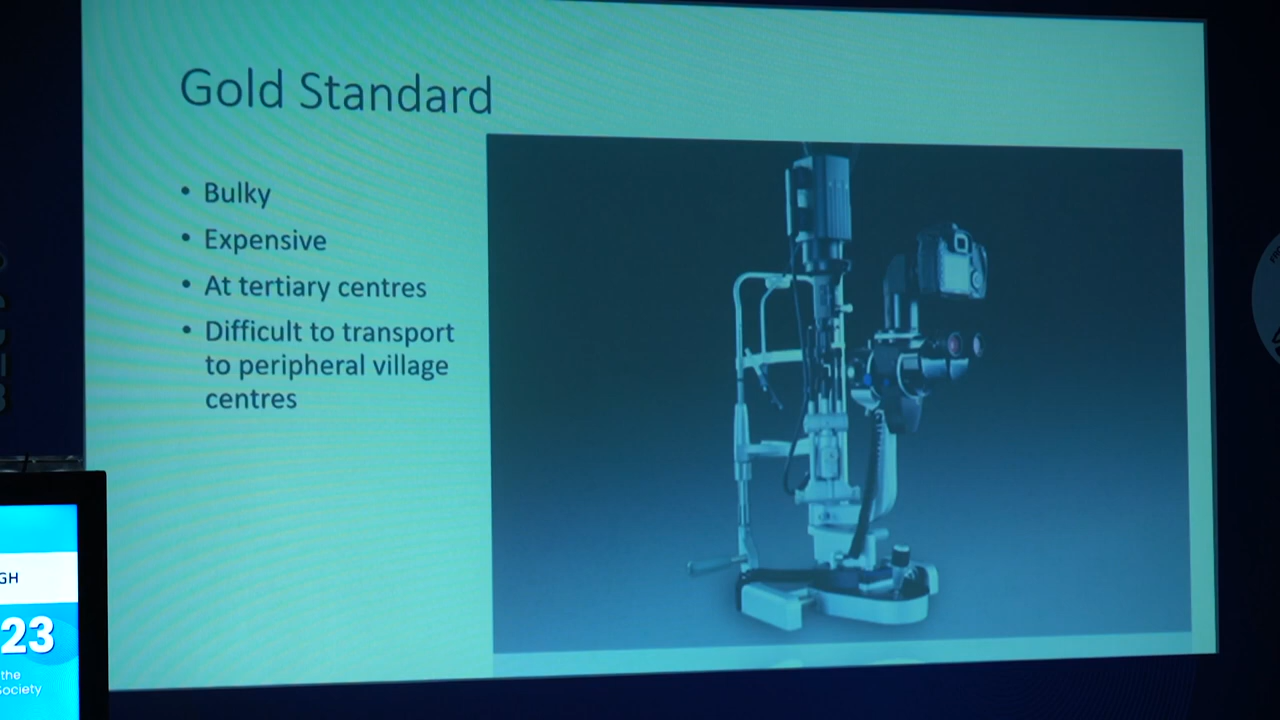 Gold Standard
• Bulky
• Expensive
• At tertiary centres
• Difficult to transport
to peripheral village
centres
GH
23
the
Society